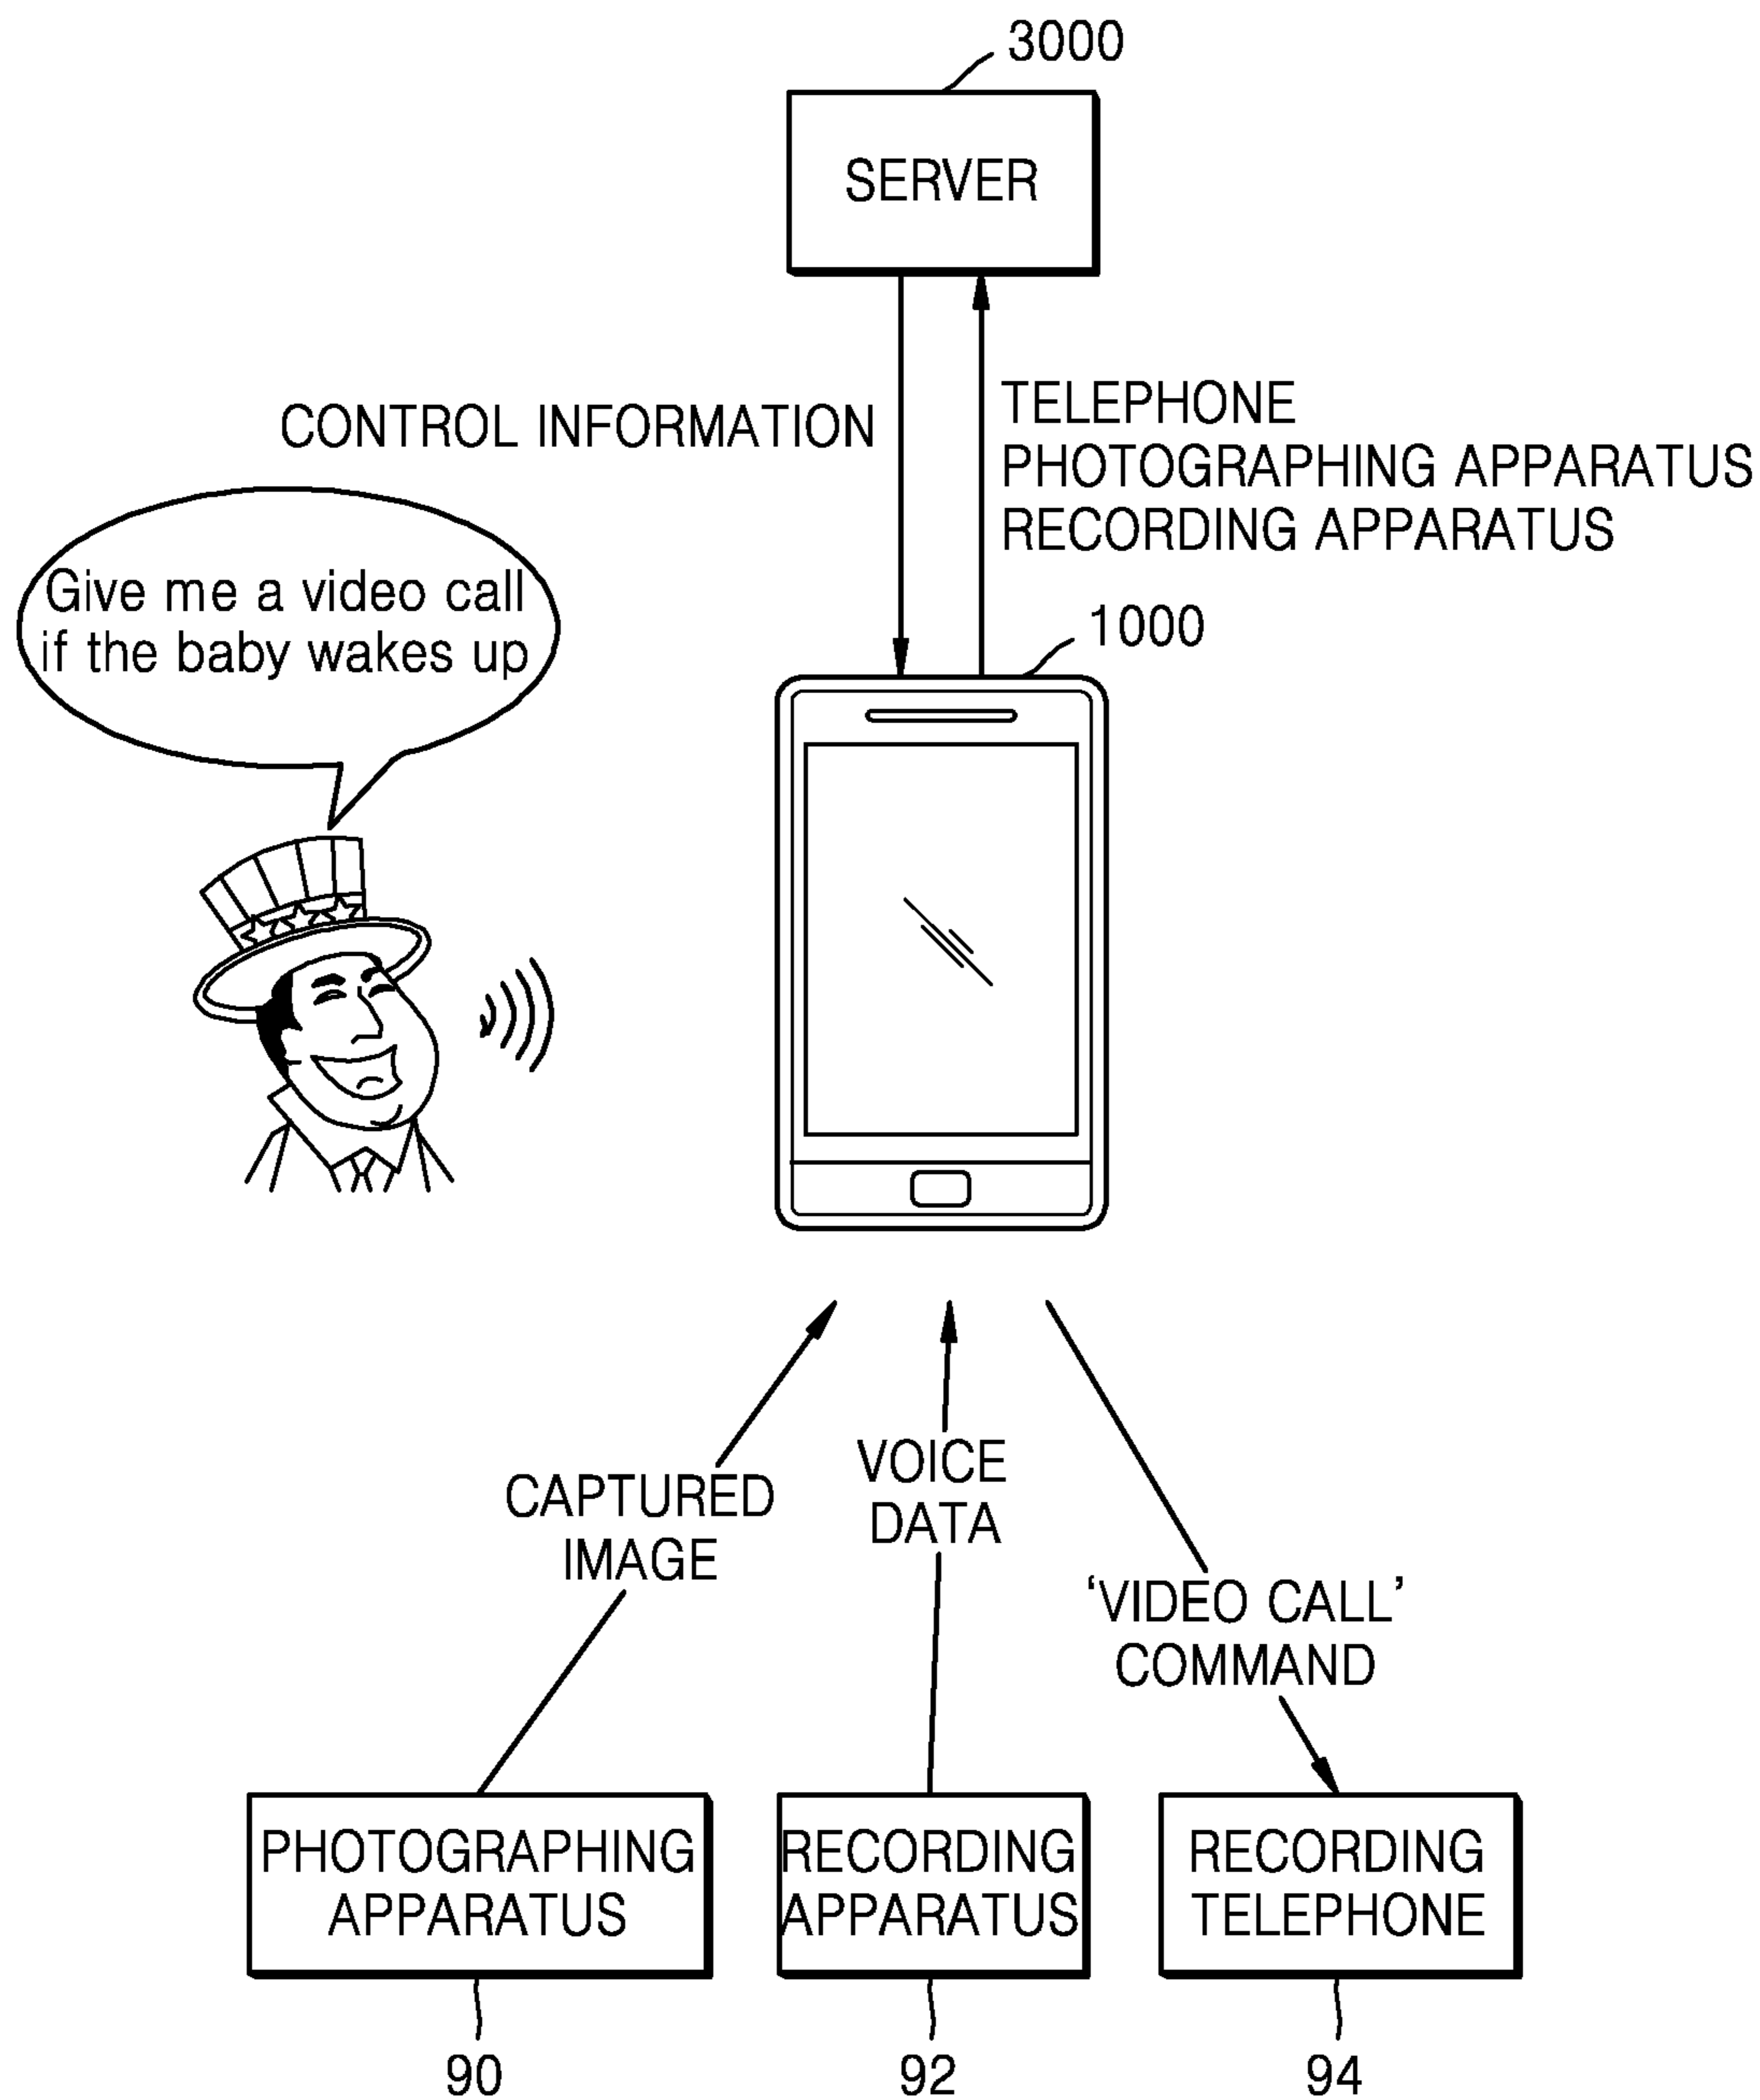 3000
SERVER
CONTROL INFORMATION
TELEPHONE
PHOTOGRAPHING APPARATUS
RECORDING APPARATUS
Give me a video call
if the baby wakes up
1000
CAPTURED
IMAGE
VOICE
DATA
‘VIDEO CALL’
COMMAND
PHOTOGRAPHING
APPARATUS
RECORDING
APPARATUS
RECORDING
TELEPHONE
90
92
94